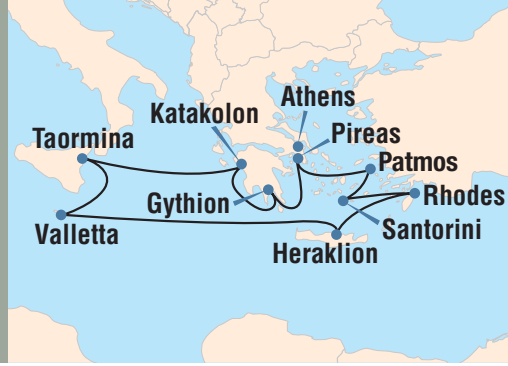 Athens
Katakolon
Pireas
Taormina
Patmos
Rhodes
Gythion
Santorini
Valletta
Heraklion